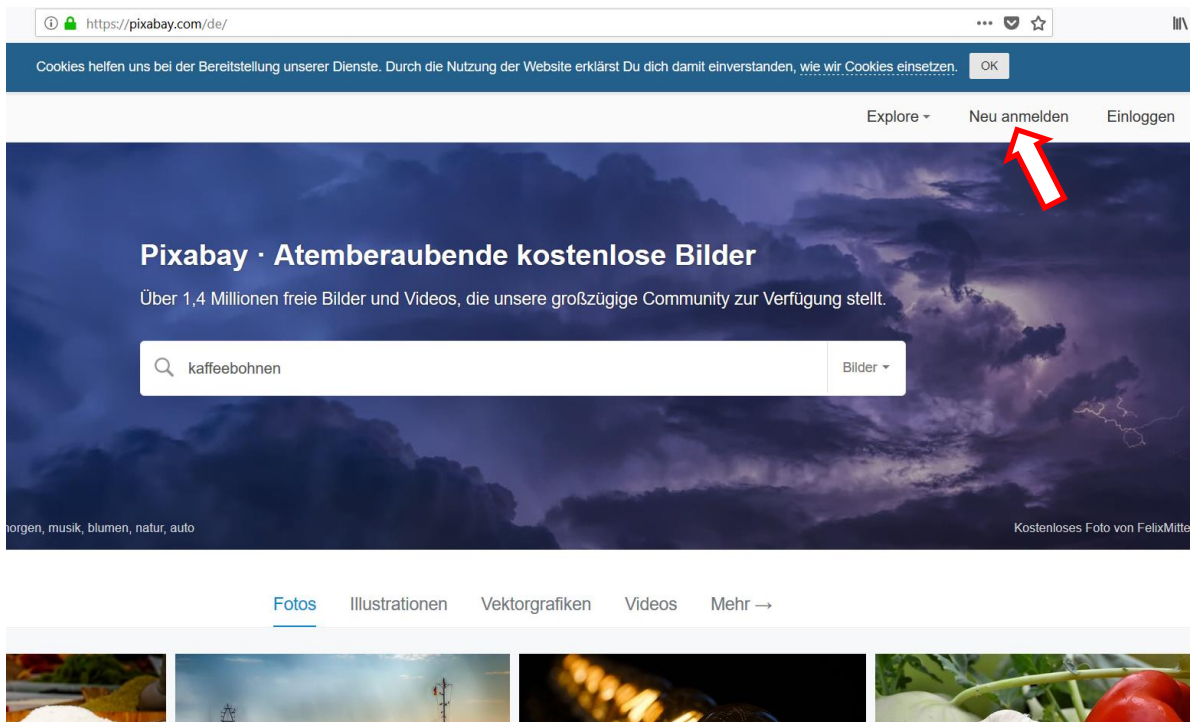 https://pixabay.com/de/
Cookies helfen uns bei der Bereitstellung unserer Dienste. Durch die Nutzung der Website erklärst Du dich damit einverstanden, wie wir Cookies einsetzen. OK
Explore Neu anmelden Einloggen
Pixabay · Atemberaubende kostenlose Bilder
Über 1,4 Millionen freie Bilder und Videos, die unsere großzügige Community zur Verfügung stellt.
kaffeebohnen Bilder
musik, blumen, natur, auto
Kostenloses Foto von FelixMitte
Fotos Illustrationen Vektorgrafiken Videos Mehr →